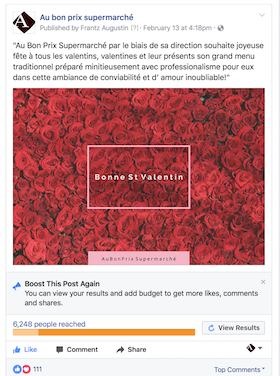 Au bon prix supermarché
Published by Frantz Augustin [?] · February 13 at 4:18pm ·
"Au Bon Prix Supermarché par le biais de sa direction souhaite joyeuse
fête à tous les valentins, valentines et leur présents son grand menu
traditionnel préparé minitieusement avec professionalisme pour eux
dans cette ambiance de conviabilité et d' amour inoubliable!"
Bonne St Valentin
AuBonPrix Supermarché
Boost This Post Again
You can view your results and add budget to get more likes, comments
and shares.
6,248 people reached
View Results
Like Comment Share
111 Top Comments